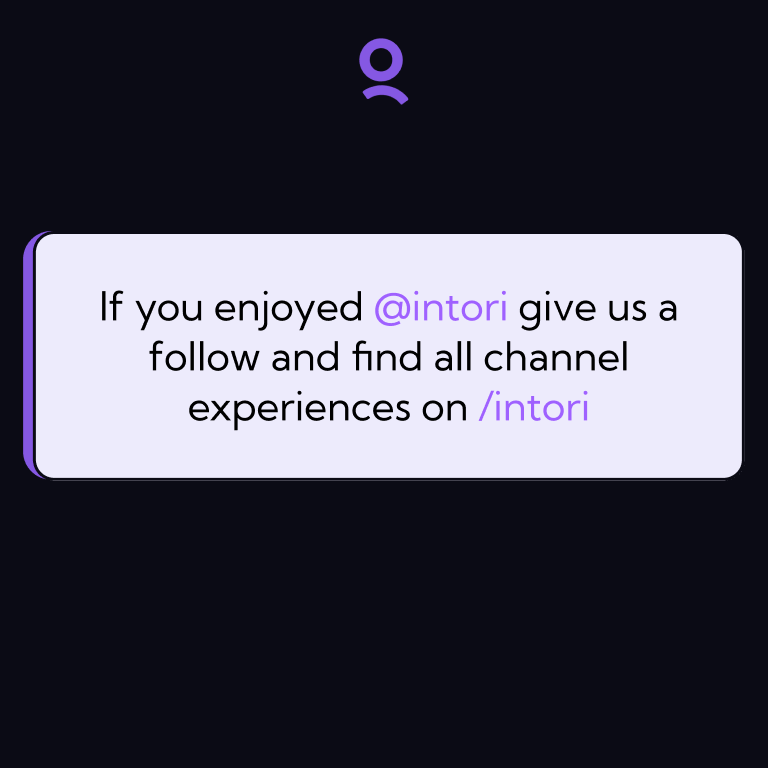 If you enjoyed @intori give us a
follow and find all channel
experiences on /intori